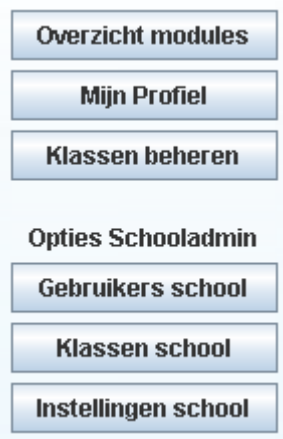 Overzicht modules
Mijn Profiel
Klassen beheren
Opties Schooladmin
Gebruikers school
Klassen school
Instellingen school